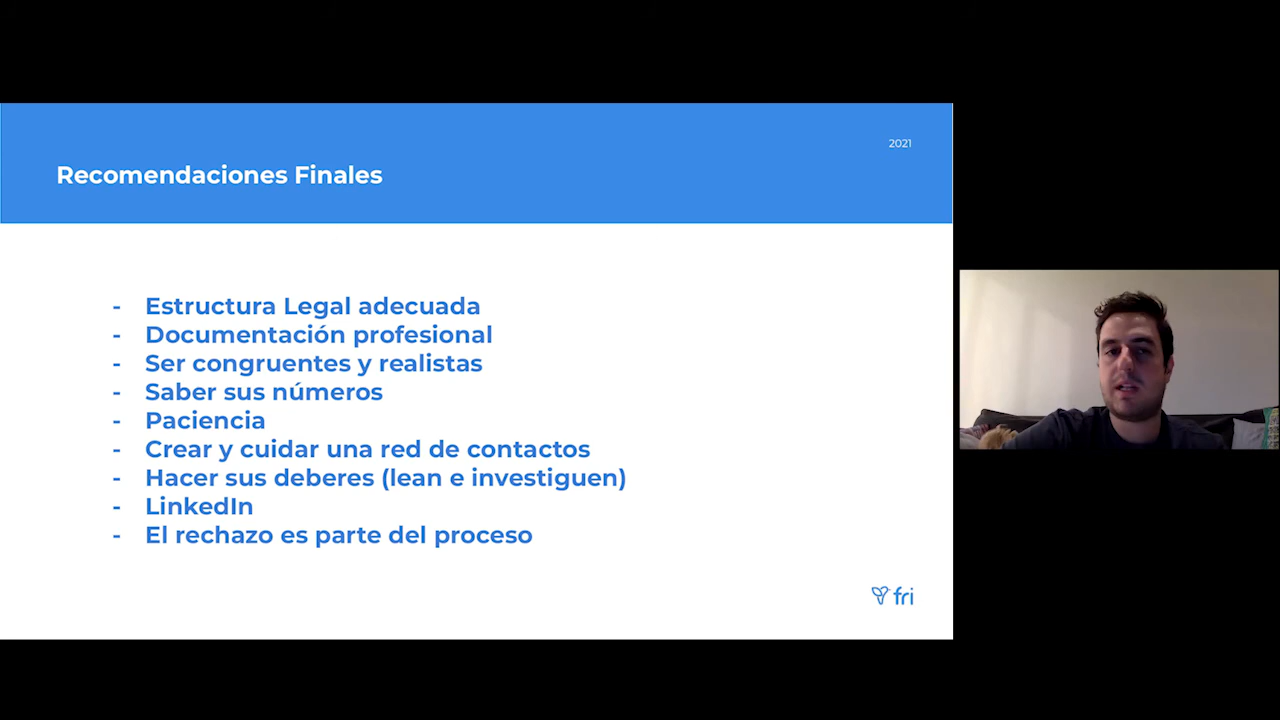 2021
Recomendaciones Finales
- Estructura Legal adecuada
- Documentación profesional
- Ser congruentes y realistas
- Saber sus números
- Paciencia
- Crear y cuidar una red de contactos
- Hacer sus deberes (lean e investiguen)
- LinkedIn
- El rechazo es parte del proceso
fri